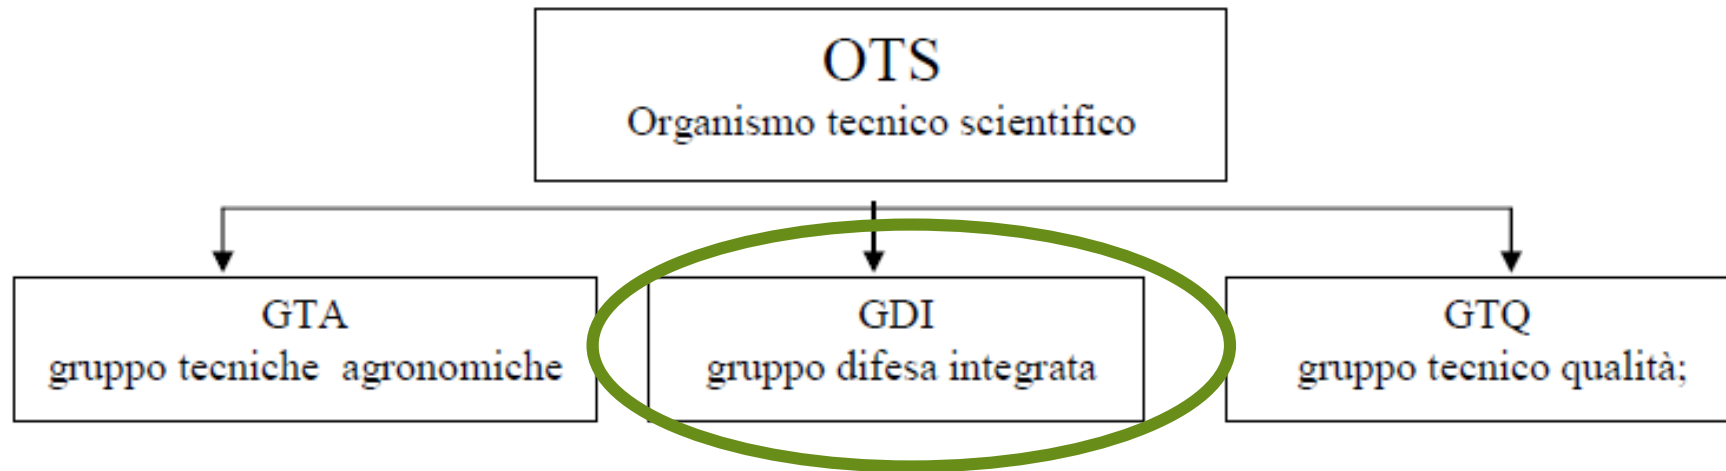 OTS
Organismo tecnico scientifico
GTA
gruppo tecniche agronomiche
GDI
gruppo difesa integrata
GTQ
gruppo tecnico qualità;